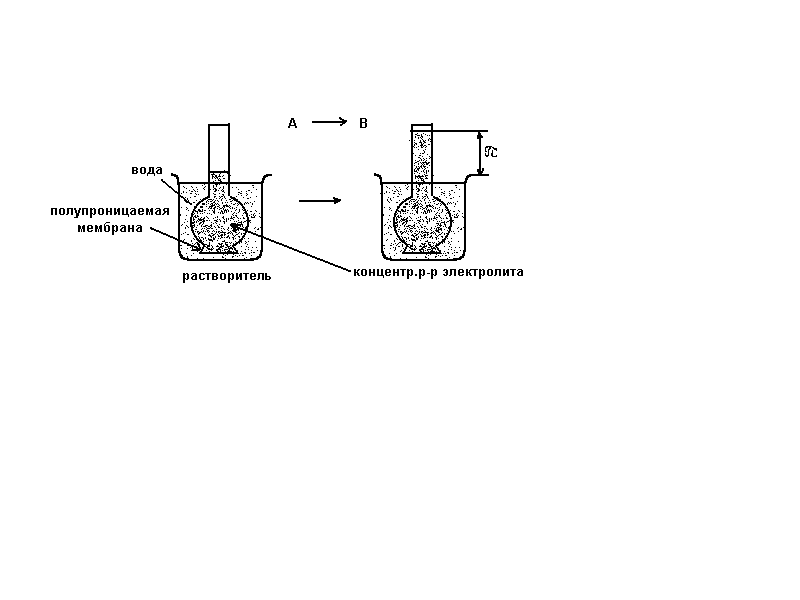 A B
вода
полупроницаемая
мембрана
π
растворитель
концентр.р-р электролита